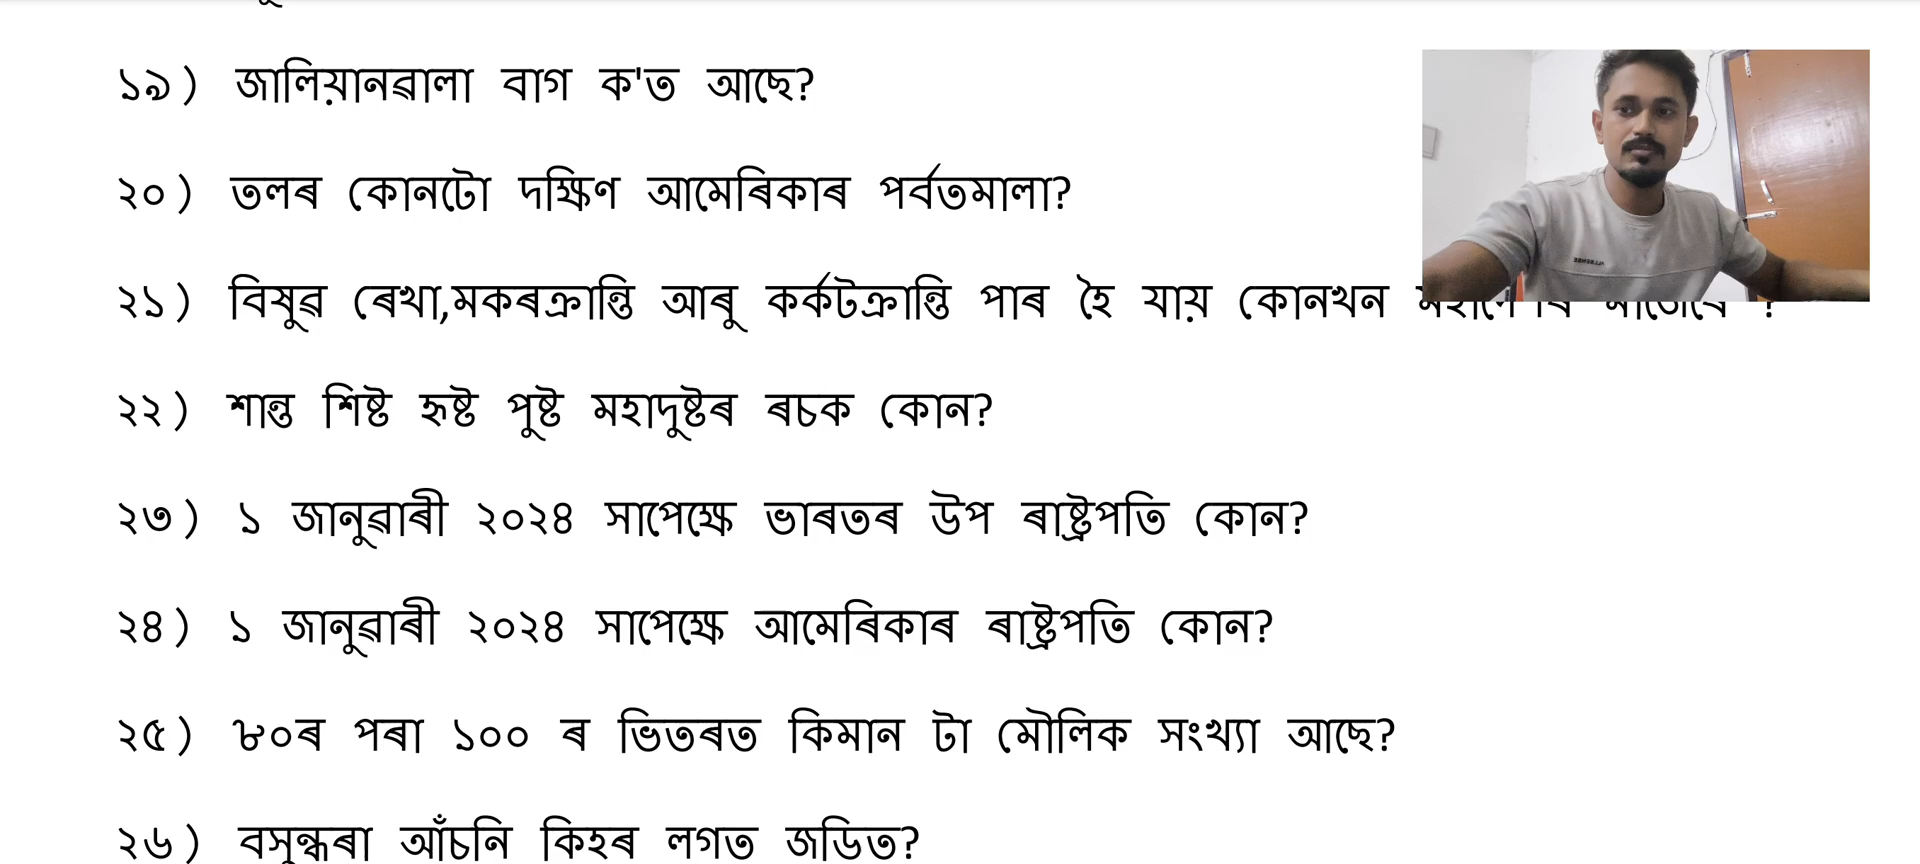 ১৯) জালিয়ানৱালা বাগ ক'ত আছে?
২০) তলৰ কোনটো দক্ষিণ আমেৰিকাৰ পৰ্বতমালা?
২১) বিষুৱ ৰেখা,মকৰক্ৰান্তি আৰু কৰ্কটক্ৰান্তি পাৰ হৈ যায় কোনখন
২২) শান্ত শিষ্ট হৃষ্ট পুষ্ট মহাদুষ্টৰ ৰচক কোন?
২৩) ১ জানুৱাৰী ২০২৪ সাপেক্ষে ভাৰতৰ উপ ৰাষ্ট্ৰপতি কোন?
২৪) ১ জানুৱাৰী ২০২৪ সাপেক্ষে আমেৰিকাৰ ৰাষ্ট্ৰপতি কোন?
২৫) ৮০ৰ পৰা ১০০ ৰ ভিতৰত কিমান টা মৌলিক সংখ্যা আছে?
২৬) বসুন্ধৰা আঁচনি কিহৰ লগত জডিত?